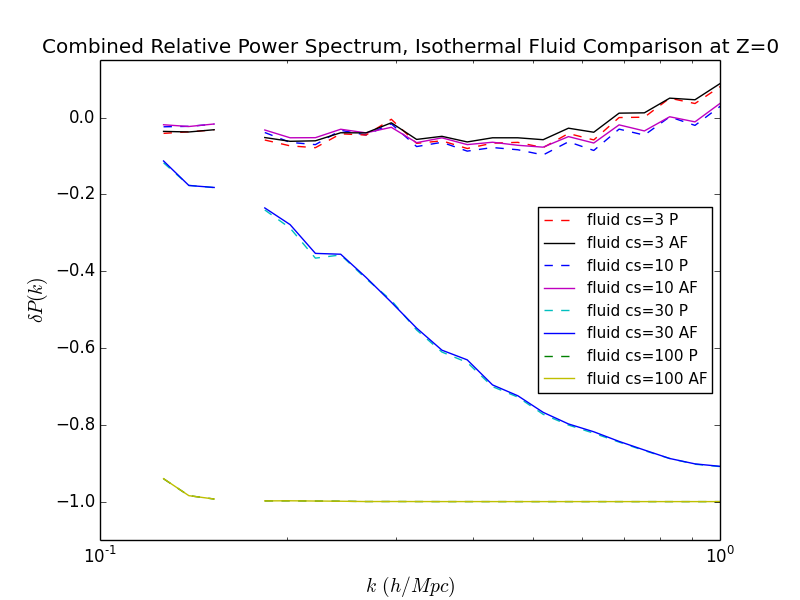 Combined Relative Power Spectrum, Isothermal Fluid Comparison at Z=0
δP(k)
0.0
−0.2
−0.4
−0.6
−0.8
−1.0
fluid cs=3 P
fluid cs=3 AF
fluid cs=10 P
fluid cs=10 AF
fluid cs=30 P
fluid cs=30 AF
fluid cs=100 P
fluid cs=100 AF
10⁻¹ 10⁰
k (h/Mpc)